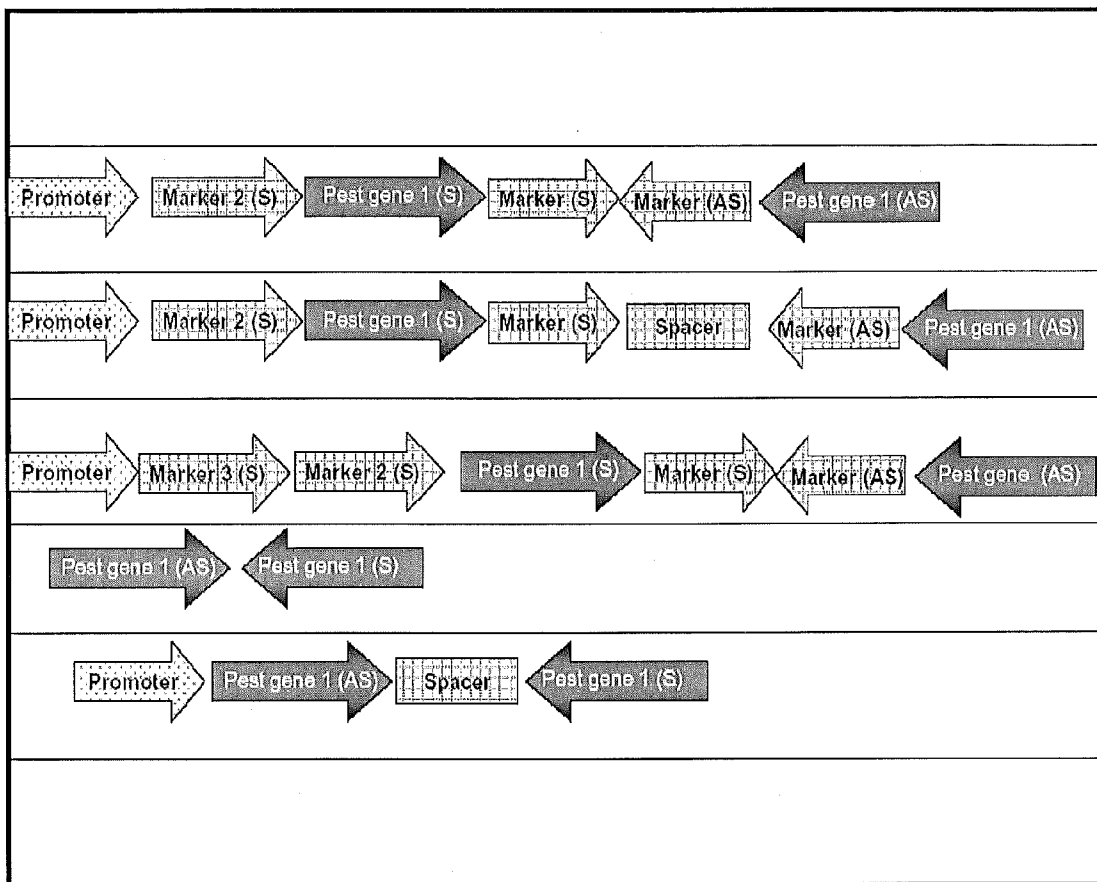 Promoter Marker 2 (S) Pest gene 1 (S) Marker (S) Marker (AS) Pest gene 1 (AS)
Promoter Marker 2 (S) Pest gene 1 (S) Marker (S) Spacer Marker (AS) Pest gene 1 (AS)
Promoter Marker 3 (S) Marker 2 (S) Pest gene 1 (S) Marker (S) Marker (AS) Pest gene (AS)
Pest gene 1 (AS) Pest gene 1 (S)
Promoter Pest gene 1 (AS) Spacer Pest gene 1 (S)